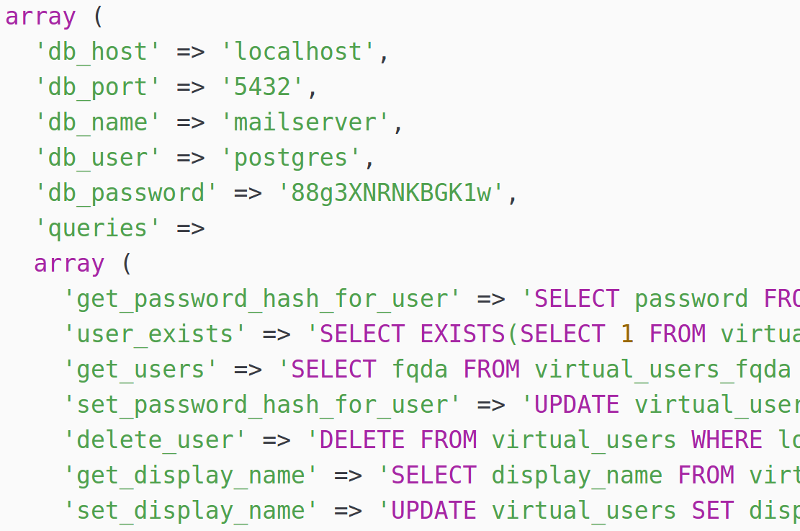 array (
  'db_host' => 'localhost',
  'db_port' => '5432',
  'db_name' => 'mailserver',
  'db_user' => 'postgres',
  'db_password' => '88g3XNRNKBGK1w',
  'queries' =>
  array (
    'get_password_hash_for_user' => 'SELECT password FRO
    'user_exists' => 'SELECT EXISTS(SELECT 1 FROM virtua
    'get_users' => 'SELECT fqda FROM virtual_users_fqda
    'set_password_hash_for_user' => 'UPDATE virtual_user
    'delete_user' => 'DELETE FROM virtual_users WHERE lo
    'get_display_name' => 'SELECT display_name FROM virt
    'set_display_name' => 'UPDATE virtual_users SET disp